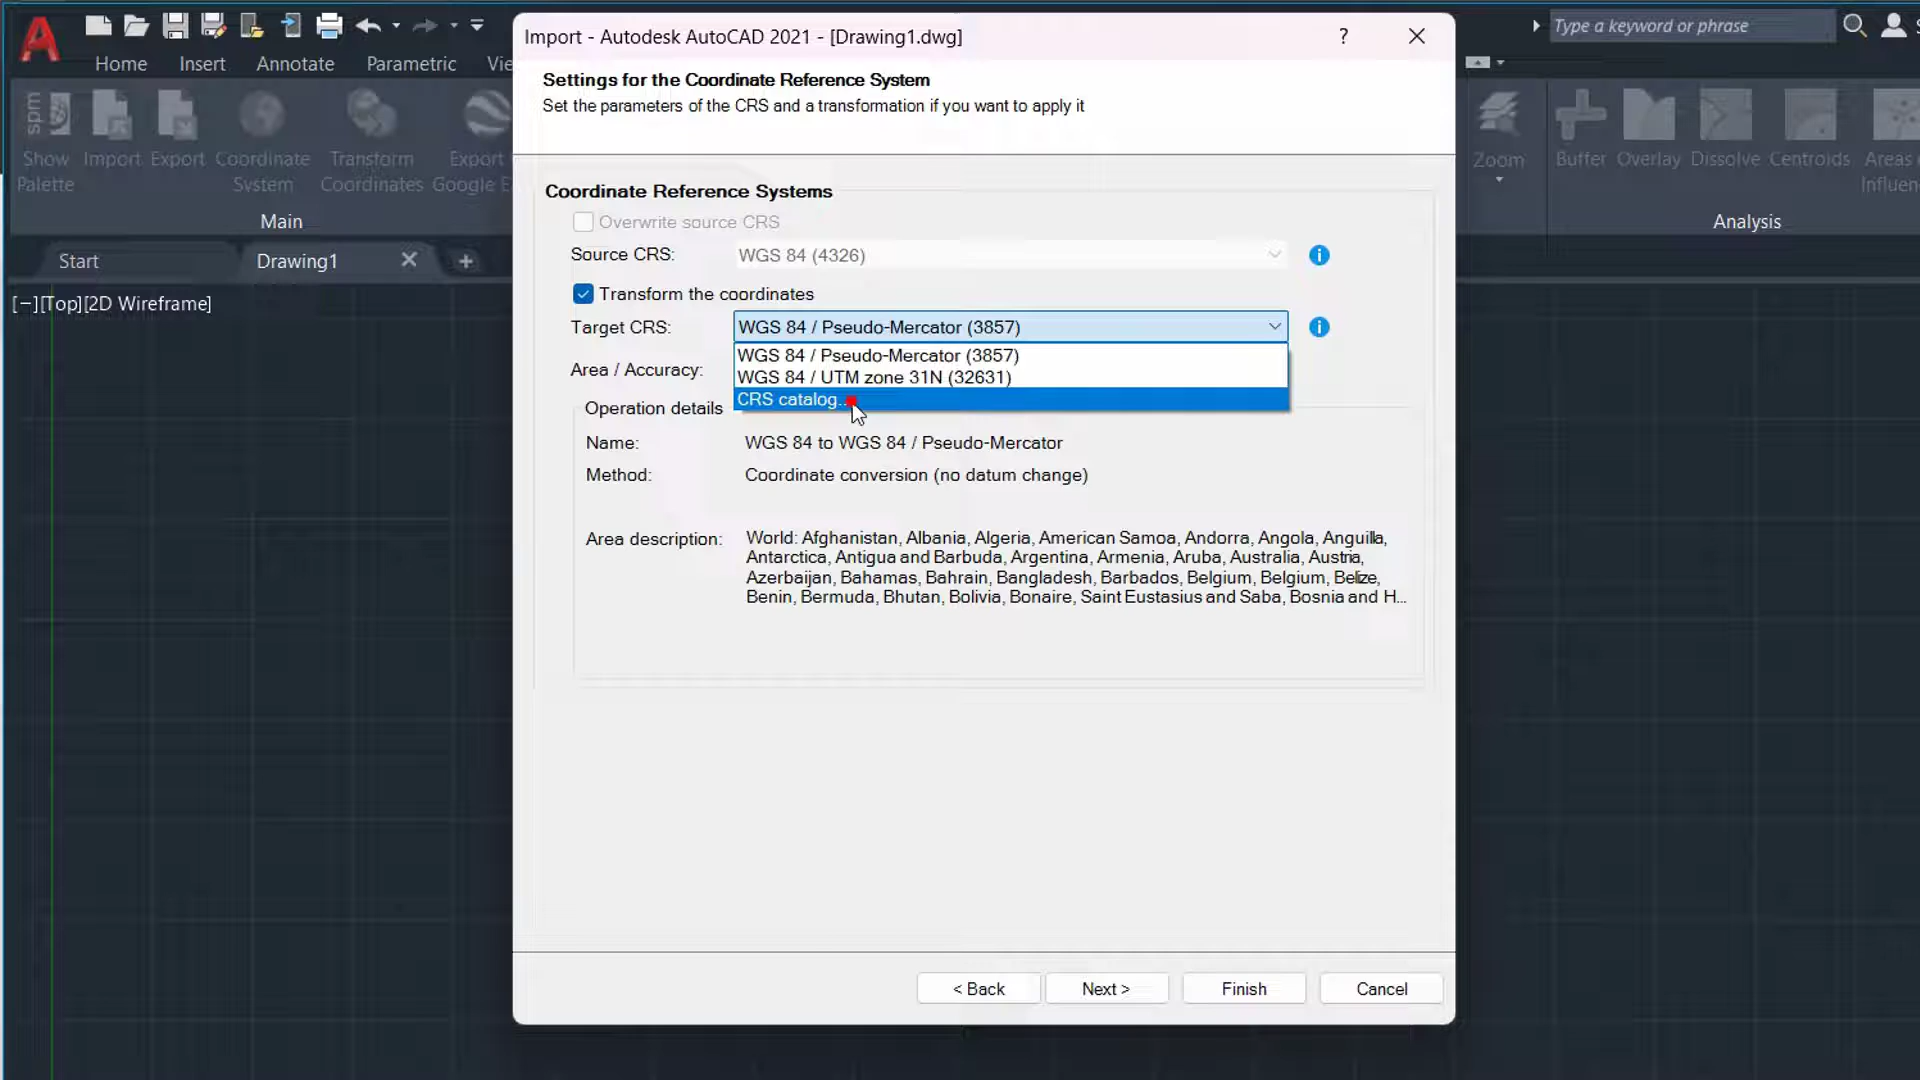 Import - Autodesk AutoCAD 2021 - [Drawing1.dwg]
?
Type a keyword or phrase
Home Insert Annotate Parametric Vie
Settings for the Coordinate Reference System
Set the parameters of the CRS and a transformation if you want to apply it
spm
Show Palette
Import
Export
Coordinate System
Transform Coordinates
Export Google E
Zoom
Buffer
Overlay
Dissolve
Centroids
Areas
Influen
Main
Analysis
Start
Drawing1
[−][Top][2D Wireframe]
Coordinate Reference Systems
Overwrite source CRS
Source CRS: WGS 84 (4326)
Transform the coordinates
Target CRS: WGS 84 / Pseudo-Mercator (3857)
WGS 84 / Pseudo-Mercator (3857)
Area / Accuracy:
WGS 84 / UTM zone 31N (32631)
CRS catalog..
Operation details
Name: WGS 84 to WGS 84 / Pseudo-Mercator
Method: Coordinate conversion (no datum change)
Area description: World: Afghanistan, Albania, Algeria, American Samoa, Andorra, Angola, Anguilla,
Antarctica, Antigua and Barbuda, Argentina, Armenia, Aruba, Australia, Austria,
Azerbaijan, Bahamas, Bahrain, Bangladesh, Barbados, Belgium, Belgium, Belize,
Benin, Bermuda, Bhutan, Bolivia, Bonaire, Saint Eustasius and Saba, Bosnia and H...
< Back
Next >
Finish
Cancel